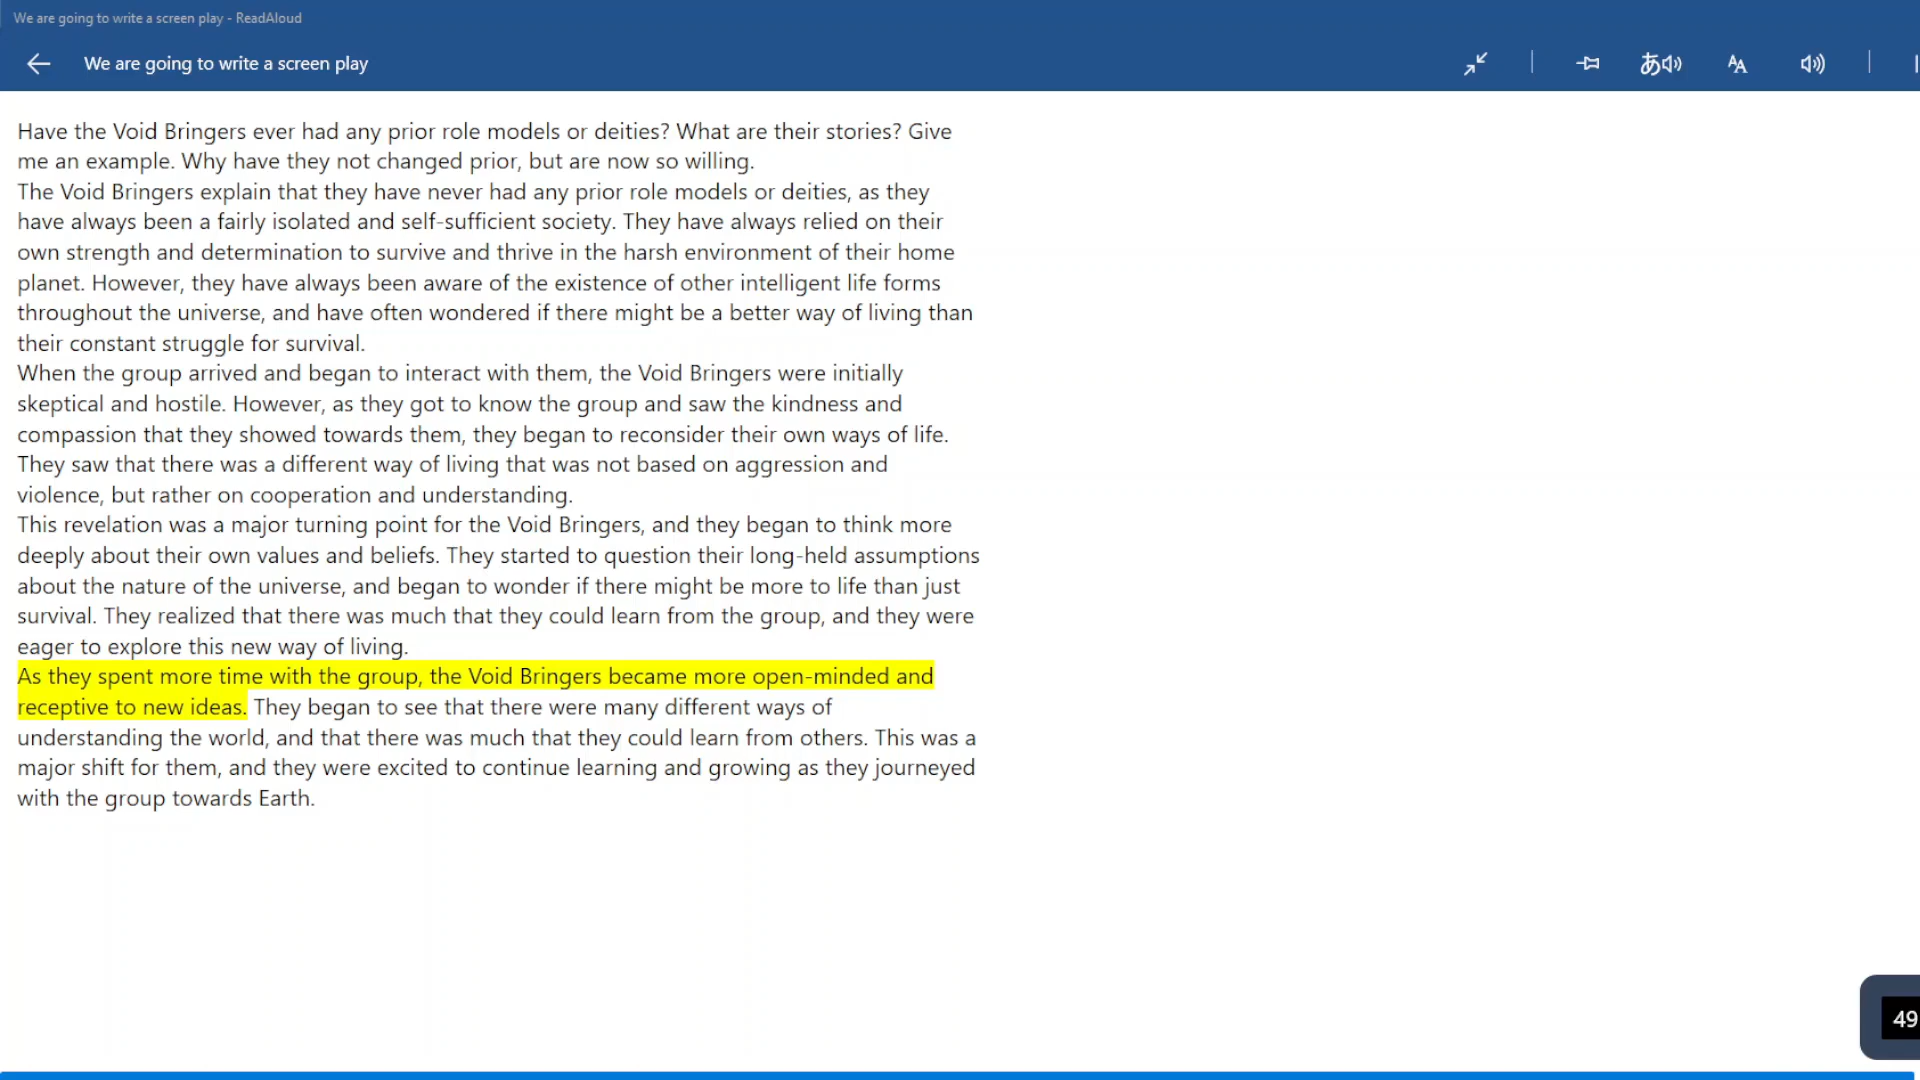 We are going to write a screen play - ReadAloud
We are going to write a screen play
あ
AA
Have the Void Bringers ever had any prior role models or deities? What are their stories? Give
me an example. Why have they not changed prior, but are now so willing.
The Void Bringers explain that they have never had any prior role models or deities, as they
have always been a fairly isolated and self-sufficient society. They have always relied on their
own strength and determination to survive and thrive in the harsh environment of their home
planet. However, they have always been aware of the existence of other intelligent life forms
throughout the universe, and have often wondered if there might be a better way of living than
their constant struggle for survival.
When the group arrived and began to interact with them, the Void Bringers were initially
skeptical and hostile. However, as they got to know the group and saw the kindness and
compassion that they showed towards them, they began to reconsider their own ways of life.
They saw that there was a different way of living that was not based on aggression and
violence, but rather on cooperation and understanding.
This revelation was a major turning point for the Void Bringers, and they began to think more
deeply about their own values and beliefs. They started to question their long-held assumptions
about the nature of the universe, and began to wonder if there might be more to life than just
survival. They realized that there was much that they could learn from the group, and they were
eager to explore this new way of living.
As they spent more time with the group, the Void Bringers became more open-minded and
receptive to new ideas. They began to see that there were many different ways of
understanding the world, and that there was much that they could learn from others. This was a
major shift for them, and they were excited to continue learning and growing as they journeyed
with the group towards Earth.
49